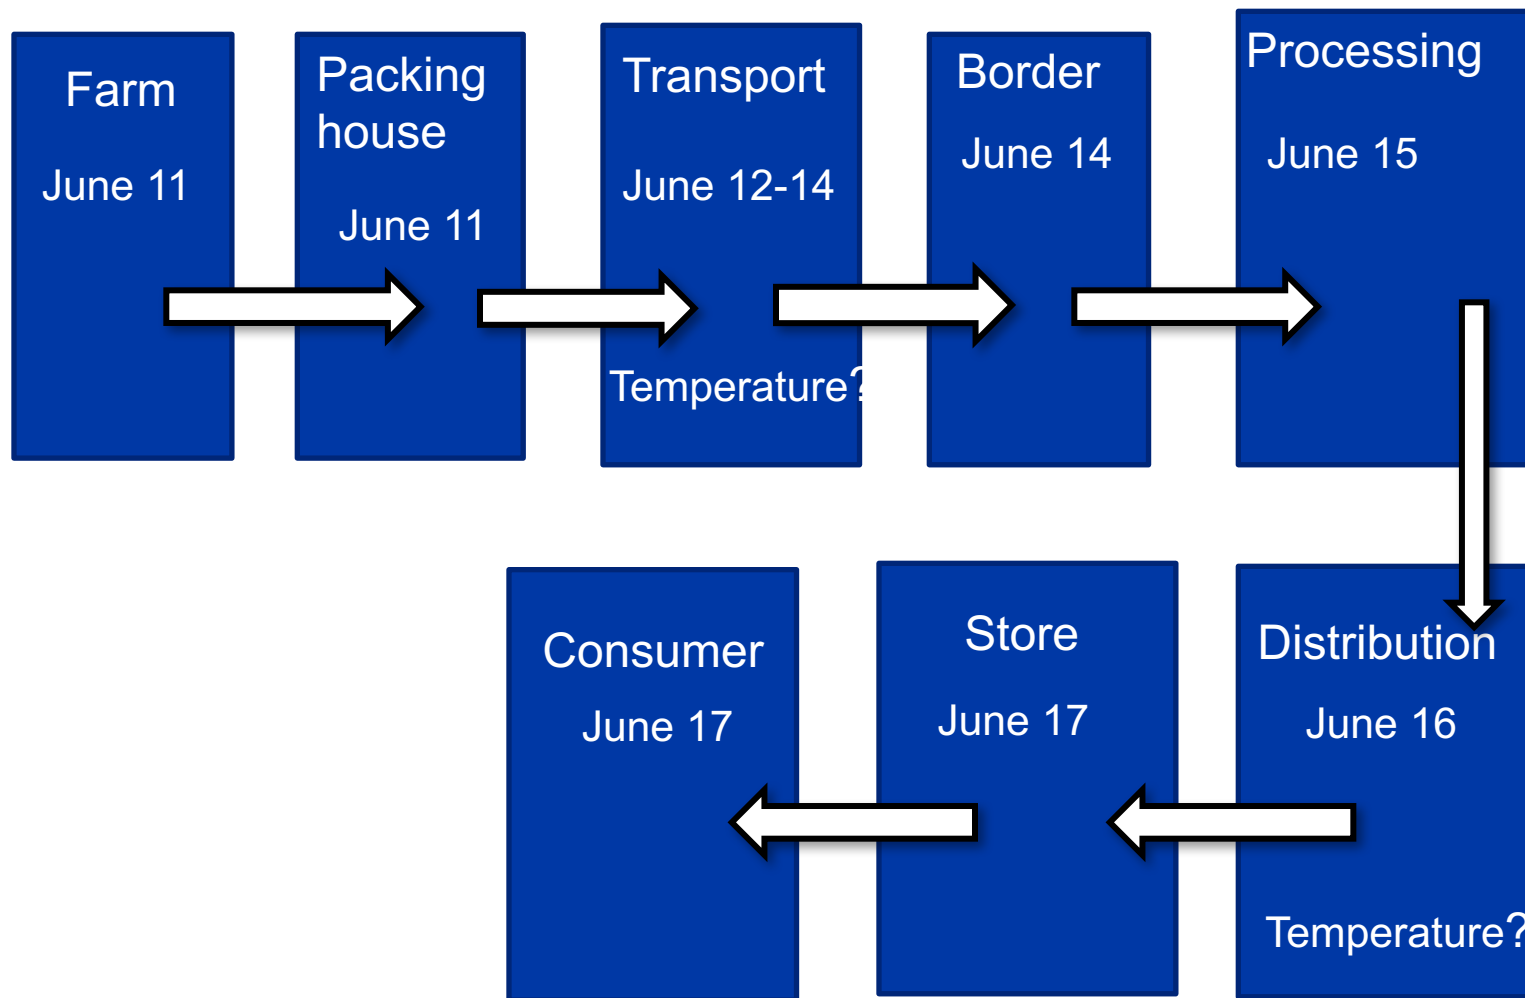 Farm
June 11
Packing
house
June 11
Transport
June 12-14
Temperature?
Border
June 14
Processing
June 15
Distribution
June 16
Temperature?
Store
June 17
Consumer
June 17